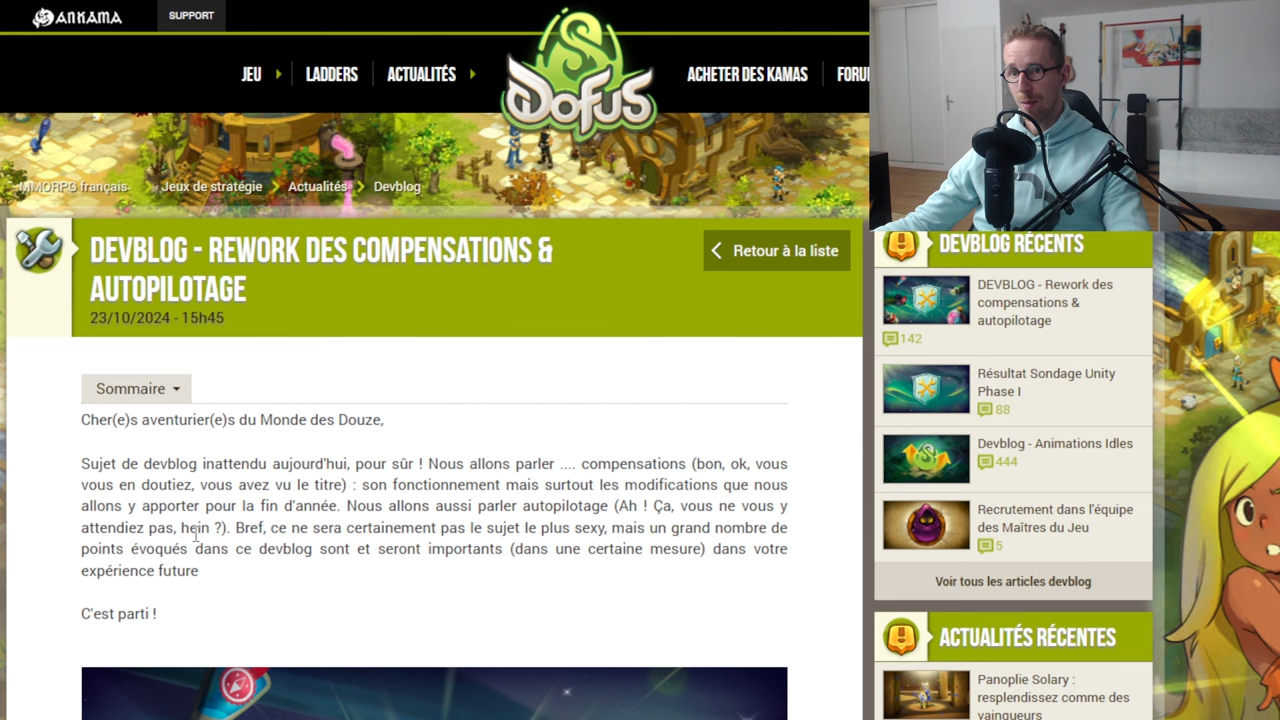 ANKAMA
SUPPORT
JEU
LADDERS
ACTUALITÉS
DOFUS
ACHETER DES KAMAS
MMORPG français
Jeux de stratégie
Actualités
Devblog
DEVBLOG - REWORK DES COMPENSATIONS &
AUTOPILOTAGE
23/10/2024 - 15h45
Retour à la liste
Sommaire
Cher(e)s aventurier(e)s du Monde des Douze,
Sujet de devblog inattendu aujourd'hui, pour sûr ! Nous allons parler .... compensations (bon, ok, vous
vous en doutiez, vous avez vu le titre) : son fonctionnement mais surtout les modifications que nous
allons y apporter pour la fin d'année. Nous allons aussi parler autopilotage (Ah ! Ça, vous ne vous y
attendiez pas, hein ?). Bref, ce ne sera certainement pas le sujet le plus sexy, mais un grand nombre de
points évoqués dans ce devblog sont et seront importants (dans une certaine mesure) dans votre
expérience future
C'est parti !
DEVBLOG RÉCENTS
DEVBLOG - Rework des
compensations &
autopilotage
142
Résultat Sondage Unity
Phase I
88
Devblog - Animations Idles
444
Recrutement dans l'équipe
des Maîtres du Jeu
5
Voir tous les articles devblog
ACTUALITÉS RÉCENTES
Panoplie Solary :
resplendissez comme des
vainqueurs